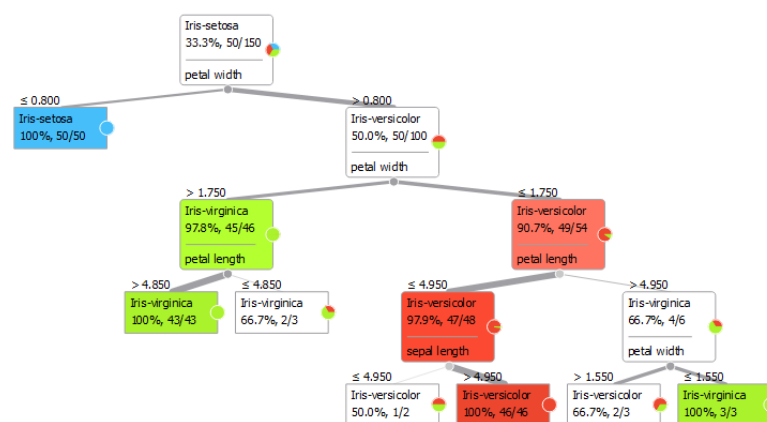 Iris-setosa
33.3%, 50/150
petal width
≤ 0.800
> 0.800
Iris-setosa
100%, 50/50
Iris-versicolor
50.0%, 50/100
petal width
> 1.750
≤ 1.750
Iris-virginica
97.8%, 45/46
petal length
Iris-versicolor
90.7%, 49/54
petal length
> 4.850
≤ 4.850
≤ 4.950
> 4.950
Iris-virginica
100%, 43/43
Iris-virginica
66.7%, 2/3
Iris-versicolor
97.9%, 47/48
sepal length
Iris-virginica
66.7%, 4/6
petal width
≤ 4.950
> 4.950
> 1.550
≤ 1.550
Iris-versicolor
50.0%, 1/2
Iris-versicolor
100%, 46/46
Iris-versicolor
66.7%, 2/3
Iris-virginica
100%, 3/3